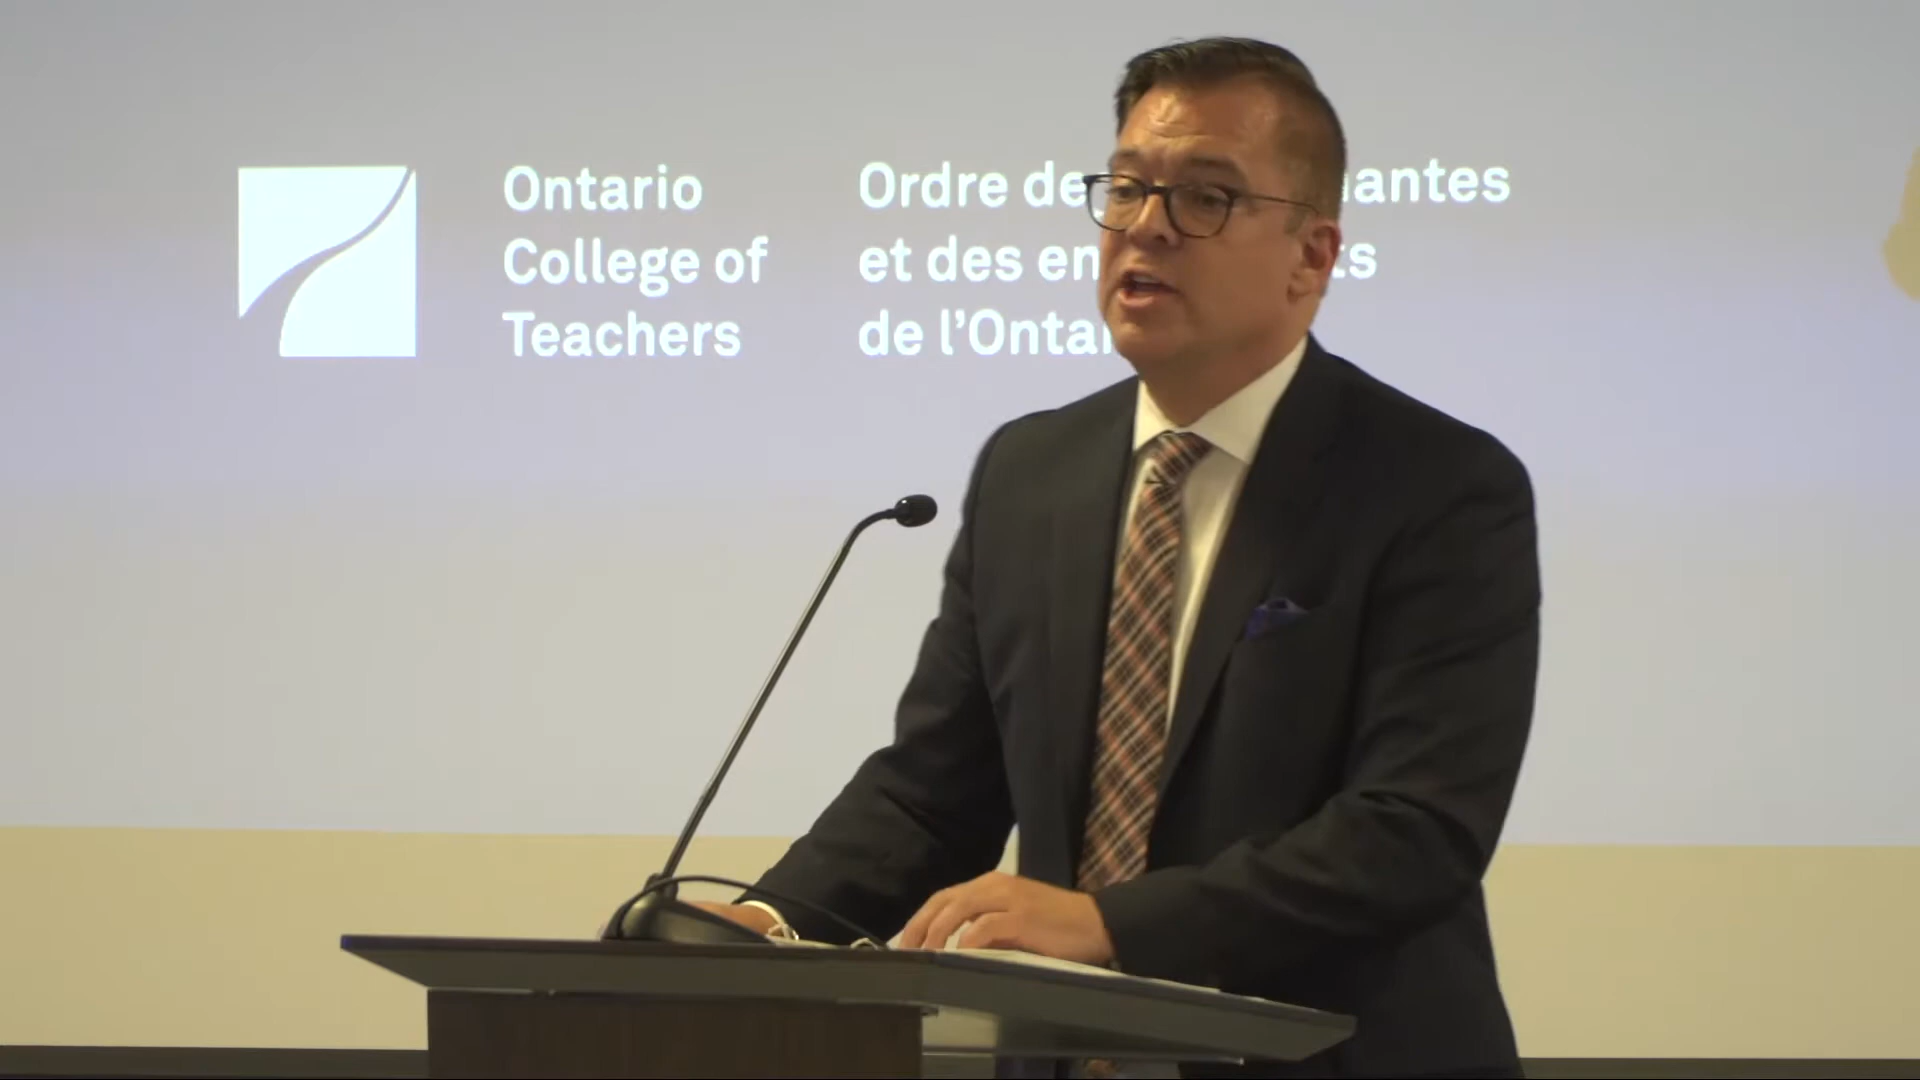 Ontario
College of
Teachers
Ordre de antes
et des en ts
de l'Onta